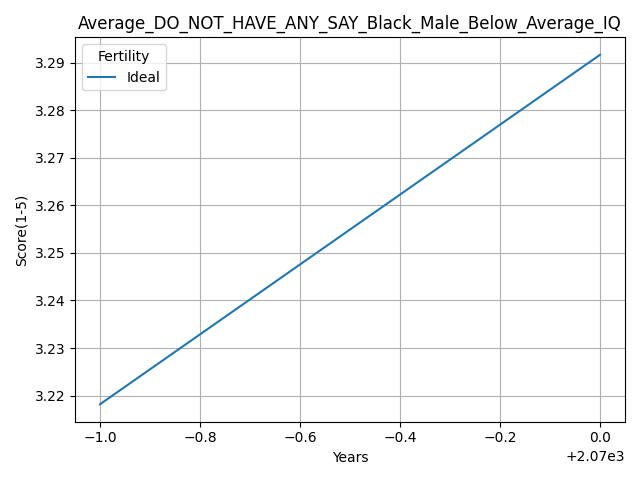 Average_DO_NOT_HAVE_ANY_SAY_Black_Male_Below_Average_IQ
Fertility
Ideal
3.29
3.28
3.27
3.26
3.25
3.24
3.23
3.22
Score(1-5)
−1.0 −0.8 −0.6 −0.4 −0.2 0.0
+2.07e3
Years